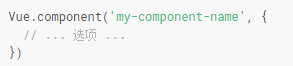 Vue.component('my-component-name', {
  // ... 选项 ...
})